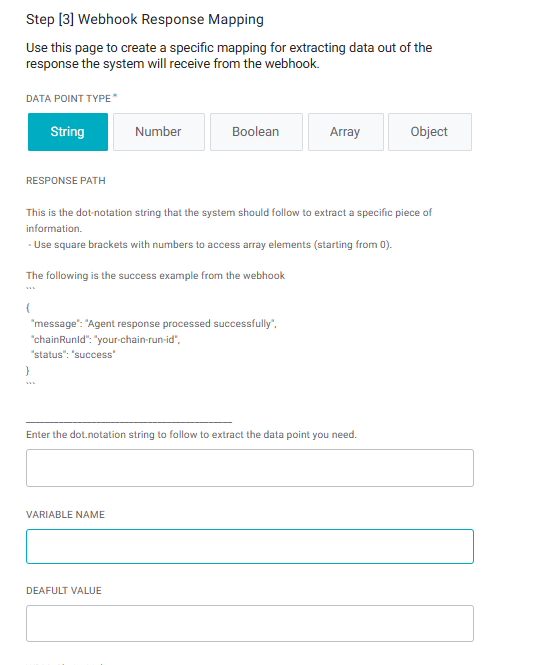 Step [3] Webhook Response Mapping
Use this page to create a specific mapping for extracting data out of the
response the system will receive from the webhook.
DATA POINT TYPE*
String Number Boolean Array Object
RESPONSE PATH
This is the dot-notation string that the system should follow to extract a specific piece of
information.
- Use square brackets with numbers to access array elements (starting from 0).
The following is the success example from the webhook
```
{
"message": "Agent response processed successfully",
"chainRunId": "your-chain-run-id",
"status": "success"
}
```
Enter the dot.notation string to follow to extract the data point you need.
VARIABLE NAME
DEAFULT VALUE